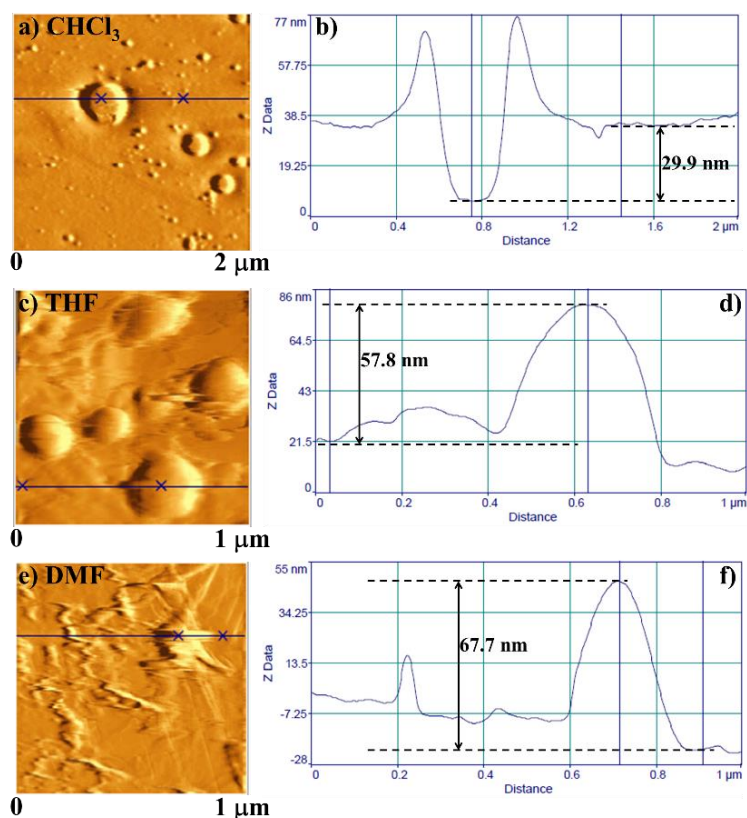 a) CHCl3
0
2 μm
b)
77 nm
57.75
38.5
19.25
0
Z Data
29.9 nm
0
0.4
0.8
1.2
1.6
2 μm
Distance
c) THF
0
1 μm
d)
86 nm
64.5
43
21.5
0
Z Data
57.8 nm
0
0.2
0.4
0.6
0.8
1 μm
Distance
e) DMF
0
1 μm
f)
55 nm
34.25
13.5
-7.25
-28
Z Data
67.7 nm
0
0.2
0.4
0.6
0.8
1 μm
Distance